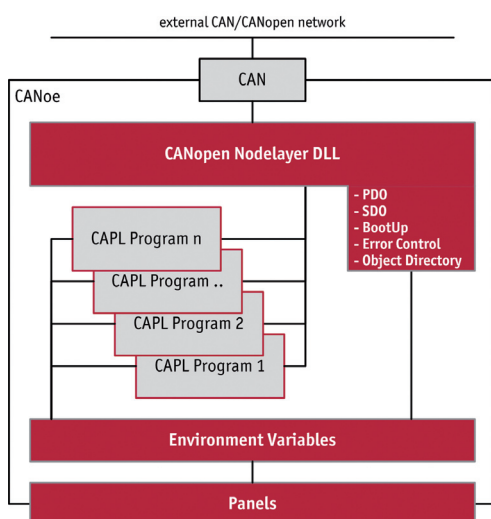 external CAN/CANopen network
CAN
CANoe
CANopen Nodelayer DLL
- PDO
- SDO
- BootUp
- Error Control
- Object Directory
CAPL Program n
CAPL Program ..
CAPL Program 2
CAPL Program 1
Environment Variables
Panels